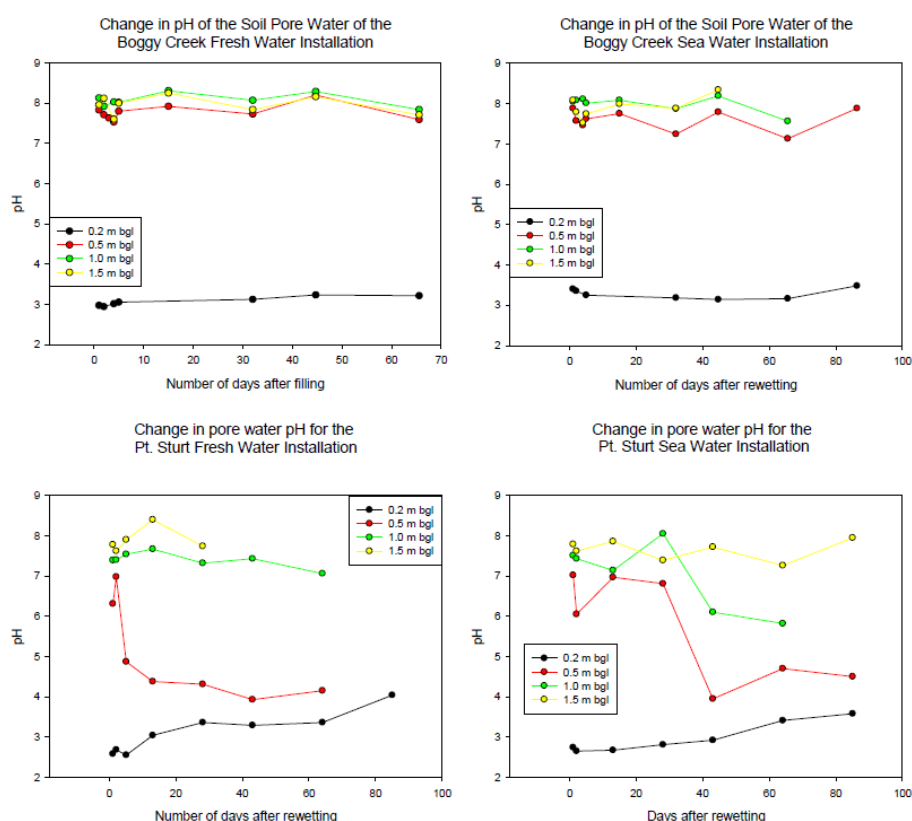 Change in pH of the Soil Pore Water of the
Boggy Creek Fresh Water Installation
9
8
7
6
5
4
3
2
pH
0.2 m bgl
0.5 m bgl
1.0 m bgl
1.5 m bgl
0 10 20 30 40 50 60 70
Number of days after filling
Change in pH of the Soil Pore Water of the
Boggy Creek Sea Water Installation
9
8
7
6
5
4
3
2
pH
0.2 m bgl
0.5 m bgl
1.0 m bgl
1.5 m bgl
0 20 40 60 80 100
Number of days after rewetting
Change in pore water pH for the
Pt. Sturt Fresh Water Installation
9
8
7
6
5
4
3
2
pH
0.2 m bgl
0.5 m bgl
1.0 m bgl
1.5 m bgl
0 20 40 60 80 100
Number of days after rewetting
Change in pore water pH for the
Pt. Sturt Sea Water Installation
9
8
7
6
5
4
3
2
pH
0.2 m bgl
0.5 m bgl
1.0 m bgl
1.5 m bgl
0 20 40 60 80 100
Days after rewetting